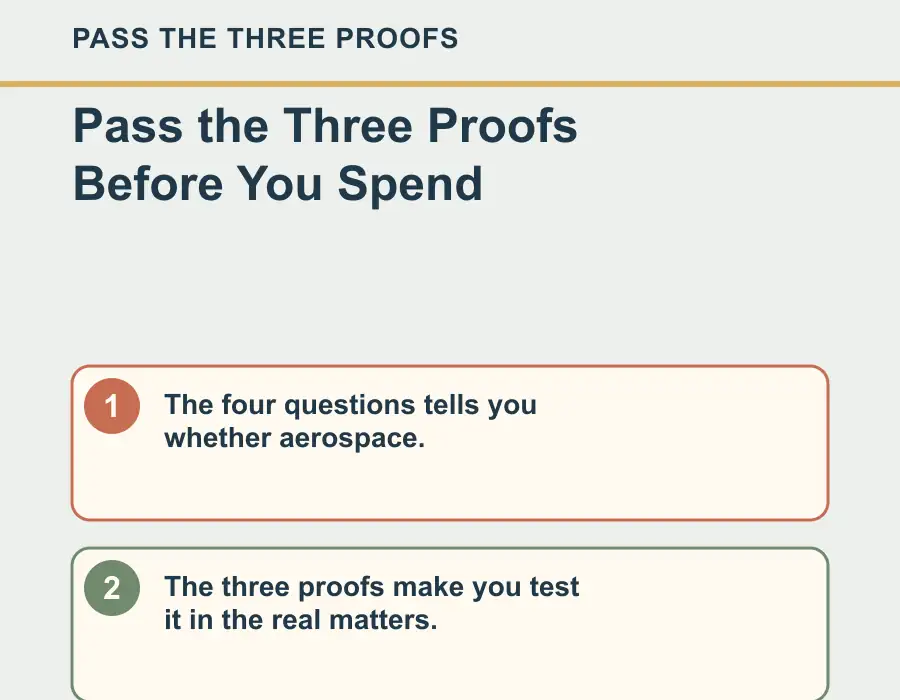 PASS THE THREE PROOFS
Pass the Three Proofs
Before You Spend
1
The four questions tells you
whether aerospace.
2
The three proofs make you test
it in the real matters.